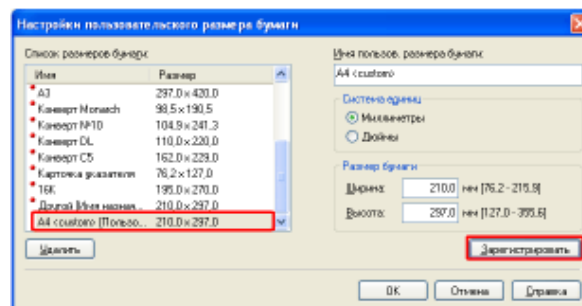 Настройки пользовательского размера бумаги
Список размеров бумаги:
Имя Размер
A3 297,0 x 420,0
Конверт Monarch 98,5 x 190,5
Конверт №10 104,9 x 241,3
Конверт DL 110,0 x 220,0
Конверт C5 162,0 x 229,0
Карточка указателя 76,2 x 127,0
16K 195,0 x 270,0
Другой [Имя назнач... 210,0 x 297,0
A4 <custom> [Пользо... 210,0 x 297,0
Удалить
Имя пользов. размера бумаги:
A4 <custom>
Система единиц
Миллиметры
Дюймы
Размер бумаги
Ширина: 210,0 мм [76,2 - 215,9]
Высота: 297,0 мм [127,0 - 355,6]
Зарегистрировать
OK Отмена Справка